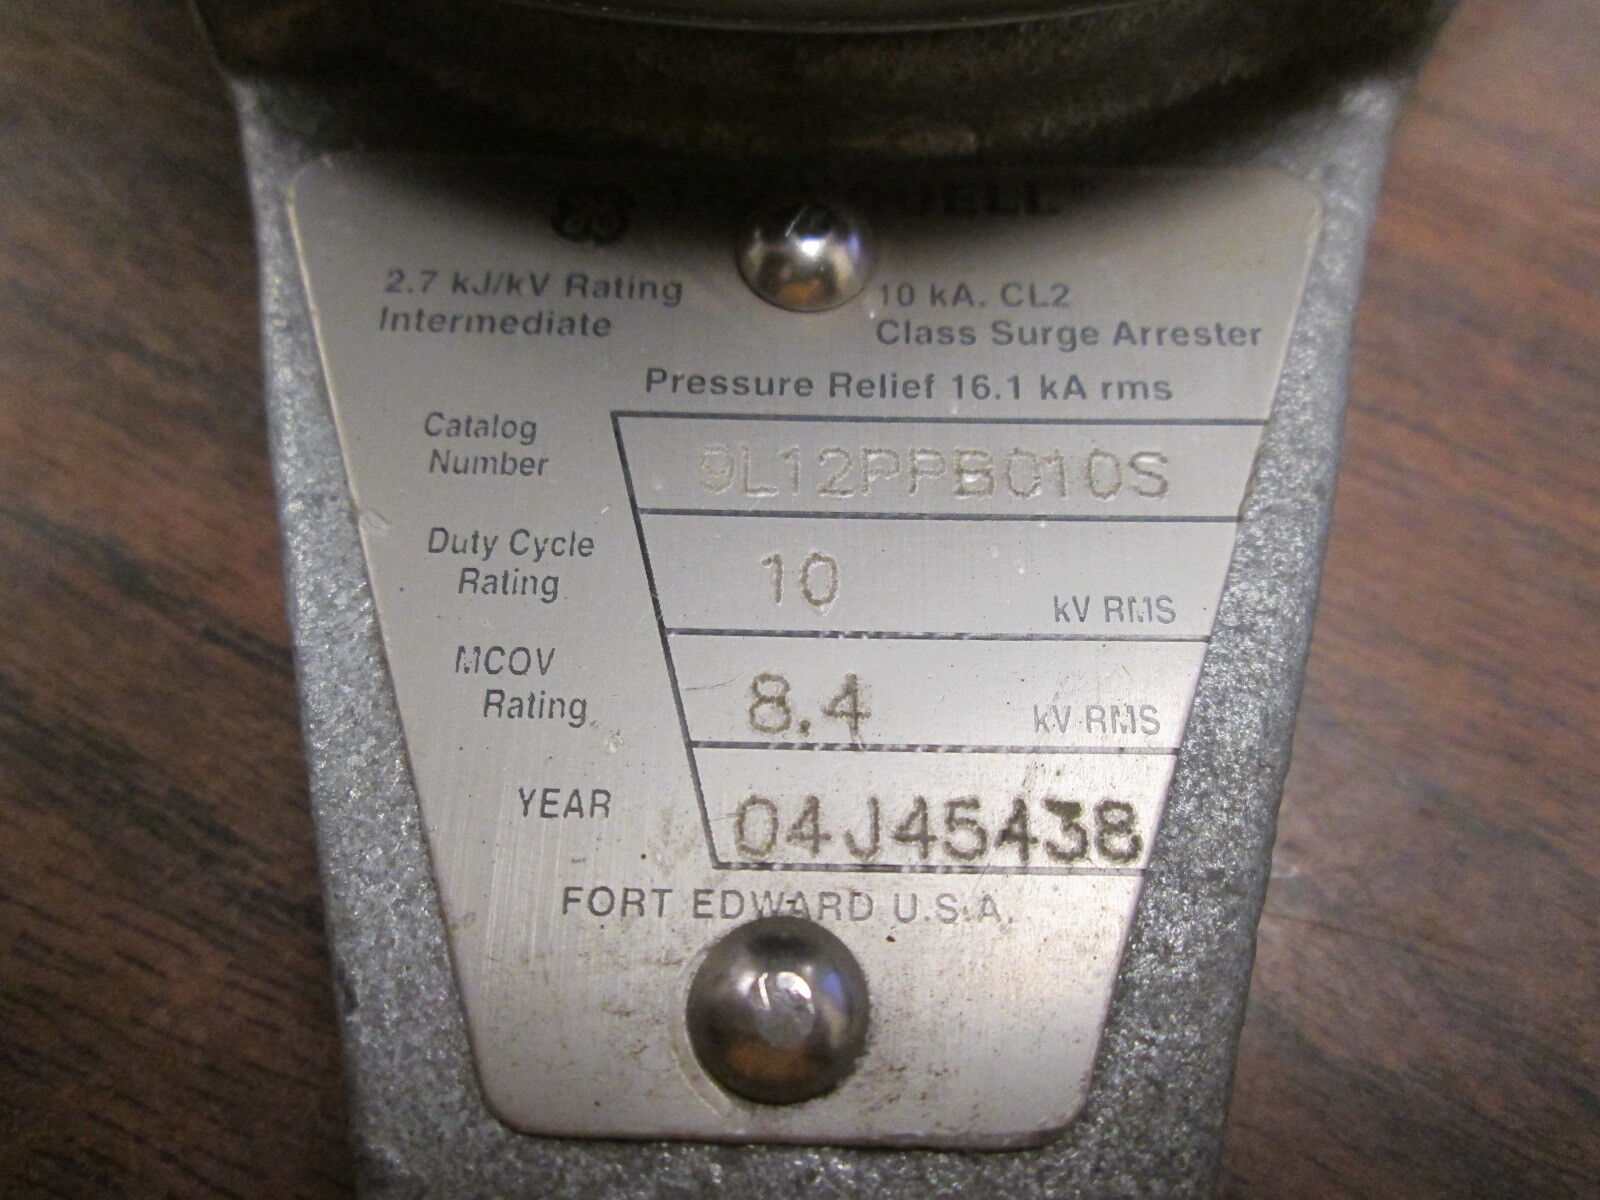 2.7 kJ/kV Rating
Intermediate
10 kA. CL2
Class Surge Arrester
Pressure Relief 16.1 kA rms
Catalog
Number
9L12PPB010S
Duty Cycle
Rating
10 kV RMS
MCOV
Rating
8.4 kV RMS
YEAR 04J45438
FORT EDWARD U.S.A.